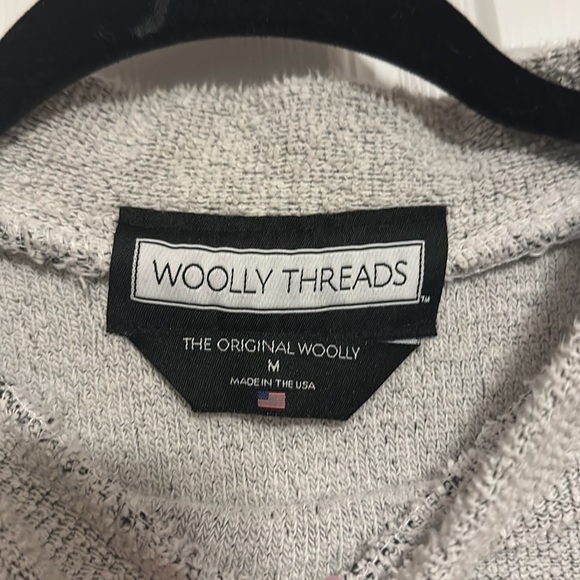 WOOLLY THREADS
TM
THE ORIGINAL WOOLLY
M
MADE IN THE USA